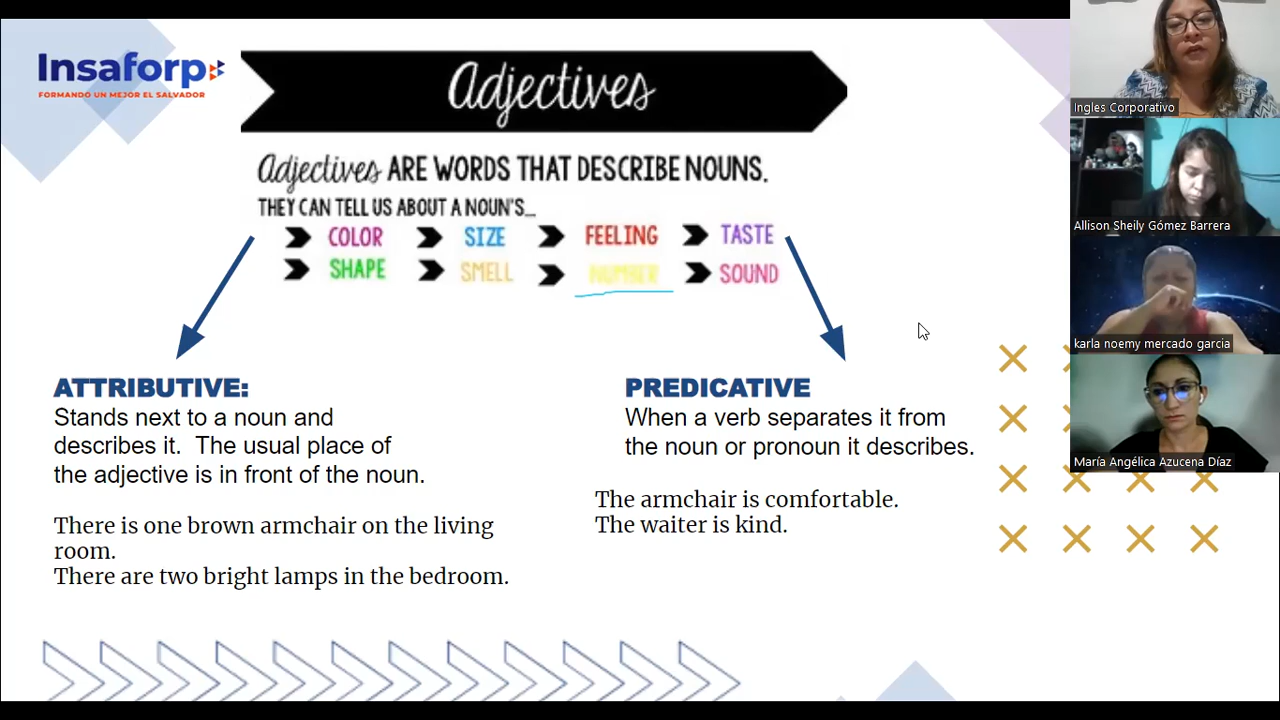 Insaforp
FORMANDO UN MEJOR EL SALVADOR
Adjectives
Adjectives ARE WORDS THAT DESCRIBE NOUNS.
THEY CAN TELL US ABOUT A NOUN'S...
COLOR SIZE FEELING TASTE
SHAPE SMELL NUMBER SOUND
ATTRIBUTIVE:
Stands next to a noun and
describes it. The usual place of
the adjective is in front of the noun.
There is one brown armchair on the living
room.
There are two bright lamps in the bedroom.
PREDICATIVE
When a verb separates it from
the noun or pronoun it describes.
The armchair is comfortable.
The waiter is kind.
Ingles Corporativo
Allison Sheily Gómez Barrera
karla noemy mercado garcia
María Angélica Azucena Díaz